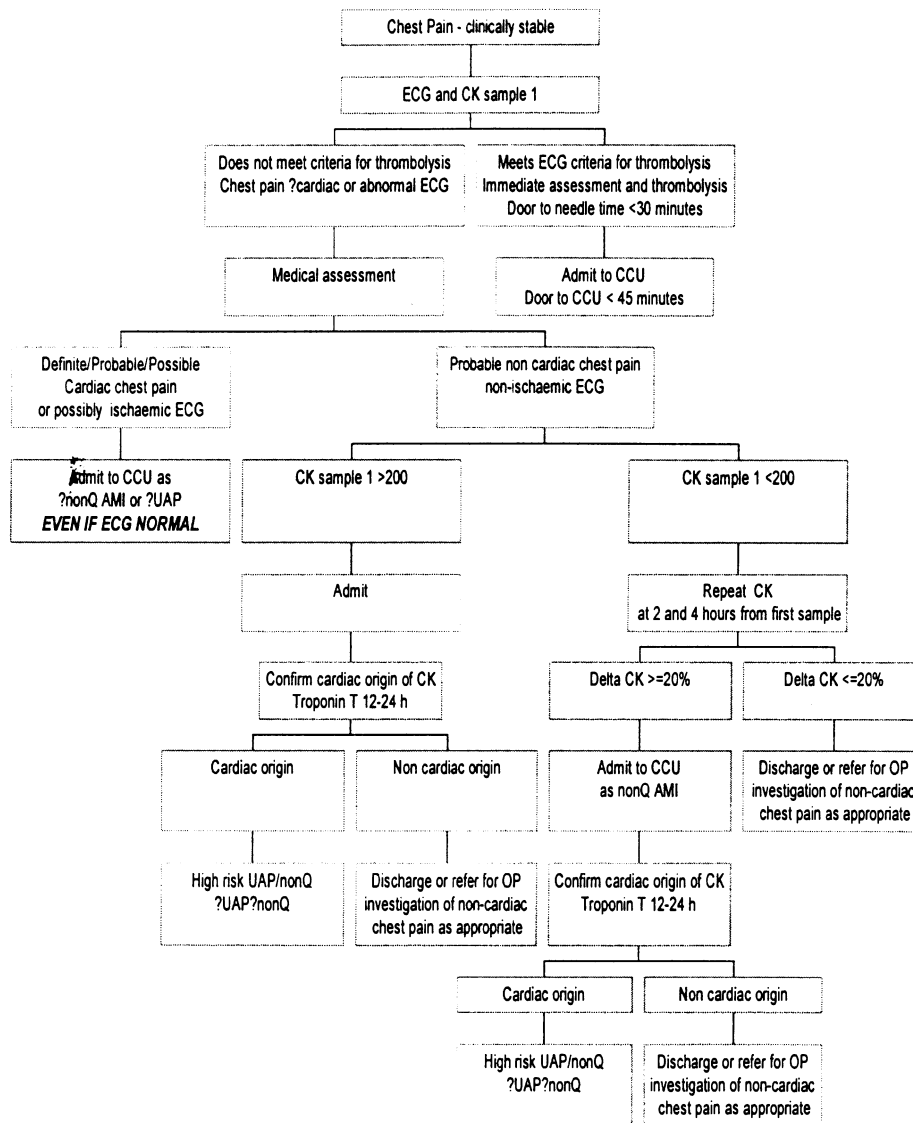 Chest Pain - clinically stable
ECG and CK sample 1
Does not meet criteria for thrombolysis
Chest pain ?cardiac or abnormal ECG
Meets ECG criteria for thrombolysis
Immediate assessment and thrombolysis
Door to needle time <30 minutes
Medical assessment
Admit to CCU
Door to CCU < 45 minutes
Definite/Probable/Possible
Cardiac chest pain
or possibly ischaemic ECG
Probable non cardiac chest pain
non-ischaemic ECG
Admit to CCU as
?nonQ AMI or ?UAP
EVEN IF ECG NORMAL
CK sample 1 >200
CK sample 1 <200
Admit
Repeat CK
at 2 and 4 hours from first sample
Confirm cardiac origin of CK
Troponin T 12-24 h
Delta CK >=20%
Delta CK <=20%
Cardiac origin
Non cardiac origin
Admit to CCU
as nonQ AMI
Discharge or refer for OP
investigation of non-cardiac
chest pain as appropriate
High risk UAP/nonQ
?UAP?nonQ
Discharge or refer for OP
investigation of non-cardiac
chest pain as appropriate
Confirm cardiac origin of CK
Troponin T 12-24 h
Cardiac origin
Non cardiac origin
High risk UAP/nonQ
?UAP?nonQ
Discharge or refer for OP
investigation of non-cardiac
chest pain as appropriate